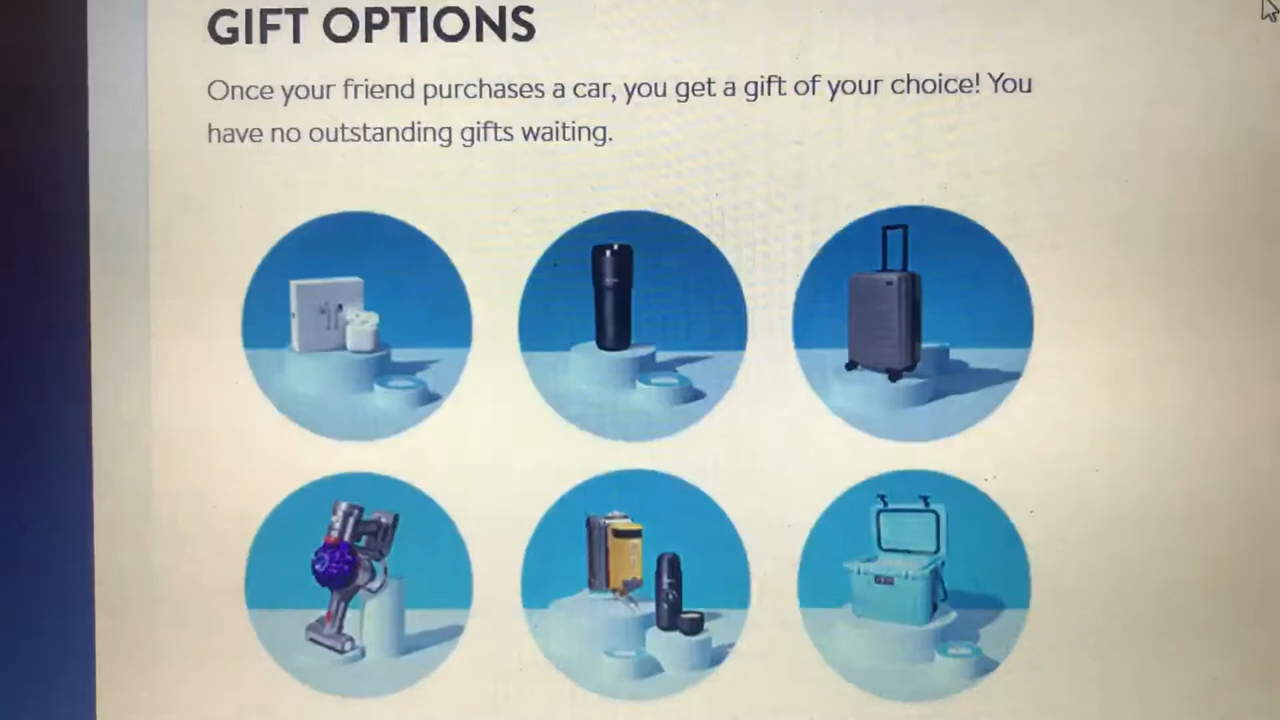 GIFT OPTIONS
Once your friend purchases a car, you get a gift of your choice! You
have no outstanding gifts waiting.